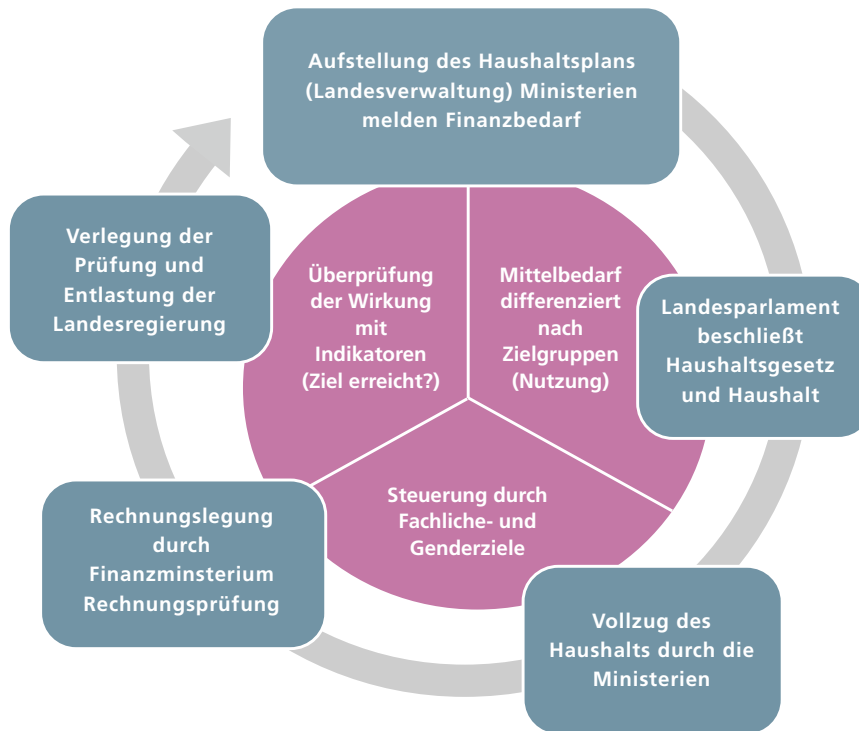 Aufstellung des Haushaltsplans
(Landesverwaltung) Ministerien
melden Finanzbedarf
Landesparlament
beschließt
Haushaltsgesetz
und Haushalt
Vollzug des
Haushalts durch die
Ministerien
Rechnungslegung
durch
Finanzminsterium
Rechnungsprüfung
Verlegung der
Prüfung und
Entlastung der
Landesregierung
Überprüfung
der Wirkung
mit
Indikatoren
(Ziel erreicht?)
Mittelbedarf
differenziert
nach
Zielgruppen
(Nutzung)
Steuerung durch
Fachliche- und
Genderziele